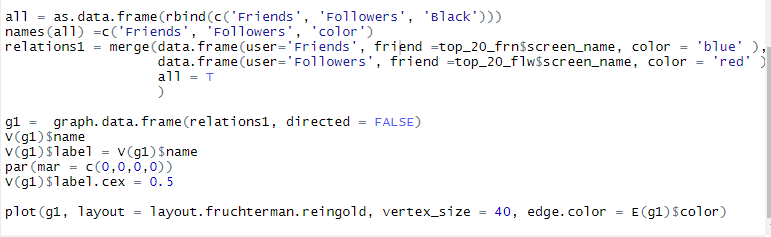 all = as.data.frame(rbind(c('Friends', 'Followers', 'Black')))
names(all) =c('Friends', 'Followers', 'color')
relations1 = merge(data.frame(user='Friends', friend =top_20_frn$screen_name, color = 'blue' ),
data.frame(user='Followers', friend =top_20_flw$screen_name, color = 'red' )
all = T
)
g1 =  graph.data.frame(relations1, directed = FALSE)
V(g1)$name
V(g1)$label = V(g1)$name
par(mar = c(0,0,0,0))
V(g1)$label.cex = 0.5
plot(g1, layout = layout.fruchterman.reingold, vertex_size = 40, edge.color = E(g1)$color)